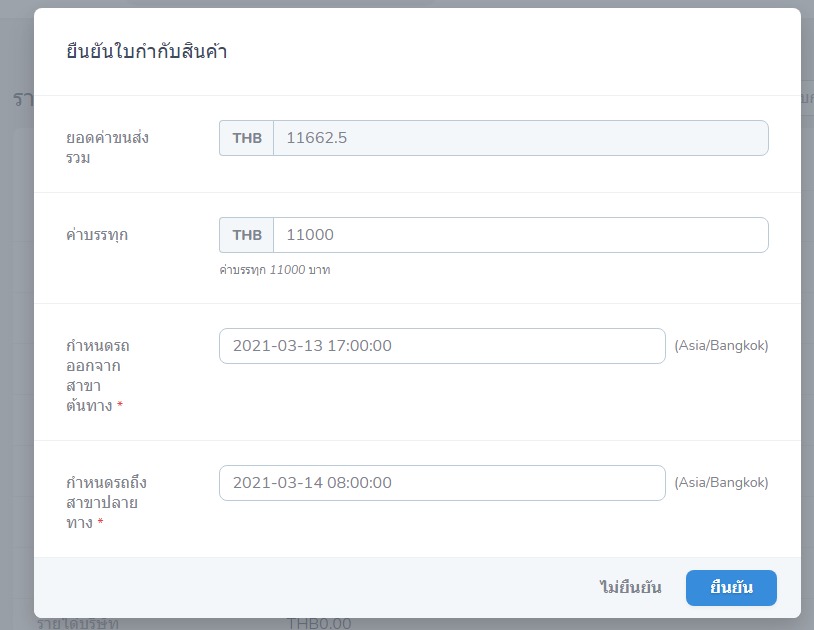 ยืนยันใบกำกับสินค้า
รา
ยอดค่าขนส่ง
รวม
THB 11662.5
ค่าบรรทุก
THB 11000
ค่าบรรทุก 11000 บาท
กำหนดรถ
ออกจาก
สาขา
ต้นทาง *
2021-03-13 17:00:00 (Asia/Bangkok)
กำหนดรถถึง
สาขาปลาย
ทาง *
2021-03-14 08:00:00 (Asia/Bangkok)
ไม่ยืนยัน
ยืนยัน
รายได้บริษัท THB0.00